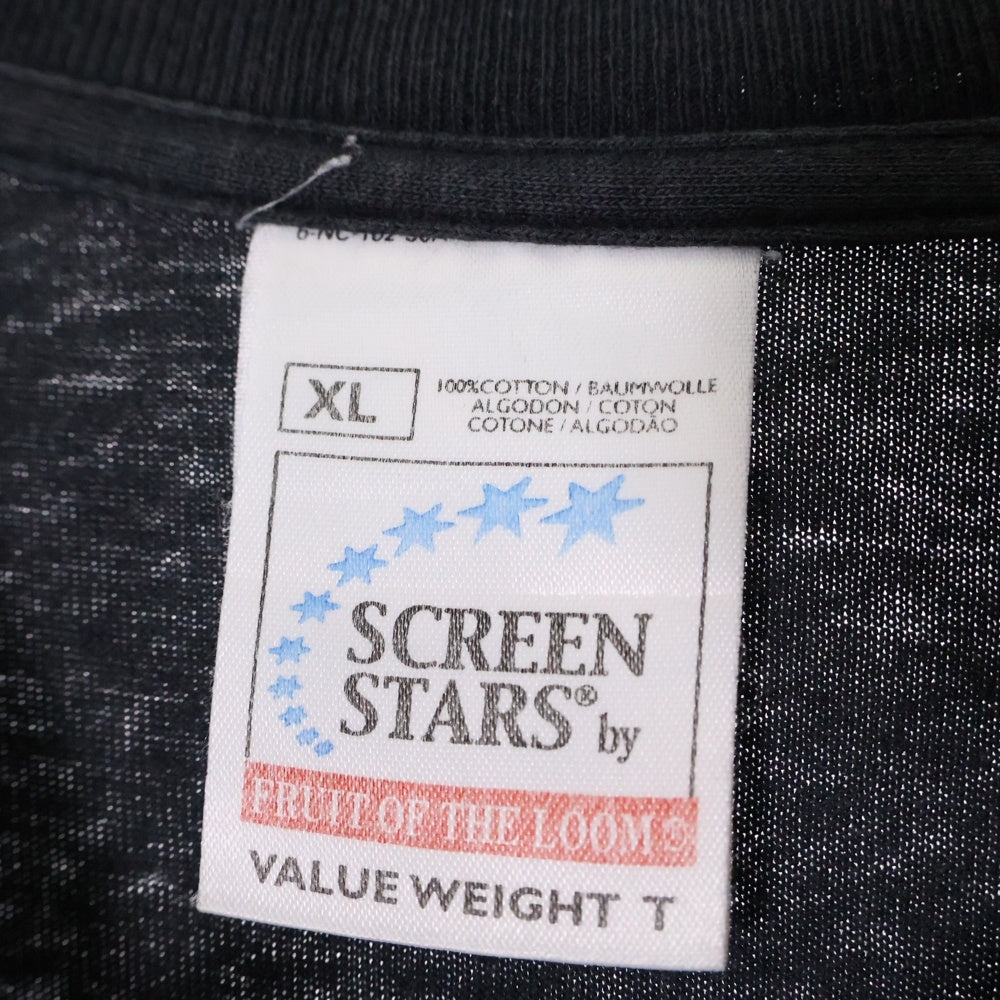 XL
100% COTTON / BAUMWOLLE
ALGODON / COTON
COTONE / ALGODÃO
SCREEN
STARS® by
FRUIT OF THE LOOM®
VALUE WEIGHT T